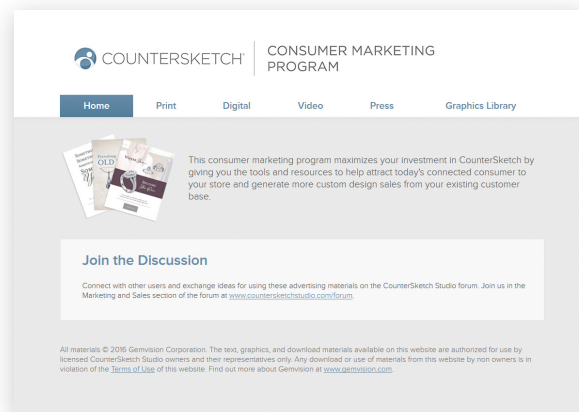 COUNTERSKETCH®
CONSUMER MARKETING
PROGRAM
Home Print Digital Video Press Graphics Library
OLD
This consumer marketing program maximizes your investment in CounterSketch by
giving you the tools and resources to help attract today's connected consumer to
your store and generate more custom design sales from your existing customer
base.
Join the Discussion
Connect with other users and exchange ideas for using these advertising materials on the CounterSketch Studio forum. Join us in the
Marketing and Sales section of the forum at www.countersketchstudio.com/forum.
All materials © 2016 Gemvision Corporation. The text, graphics, and download materials available on this website are authorized for use by
licensed CounterSketch Studio owners and their representatives only. Any download or use of materials from this website by non owners is in
violation of the Terms of Use of this website. Find out more about Gemvision at www.gemvision.com.